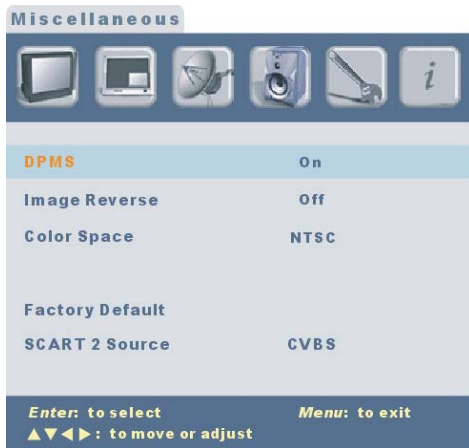 Miscellaneous
i
DPMS On
Image Reverse Off
Color Space NTSC
Factory Default
SCART 2 Source CVBS
Enter: to select Menu: to exit
▲▼◀▶: to move or adjust